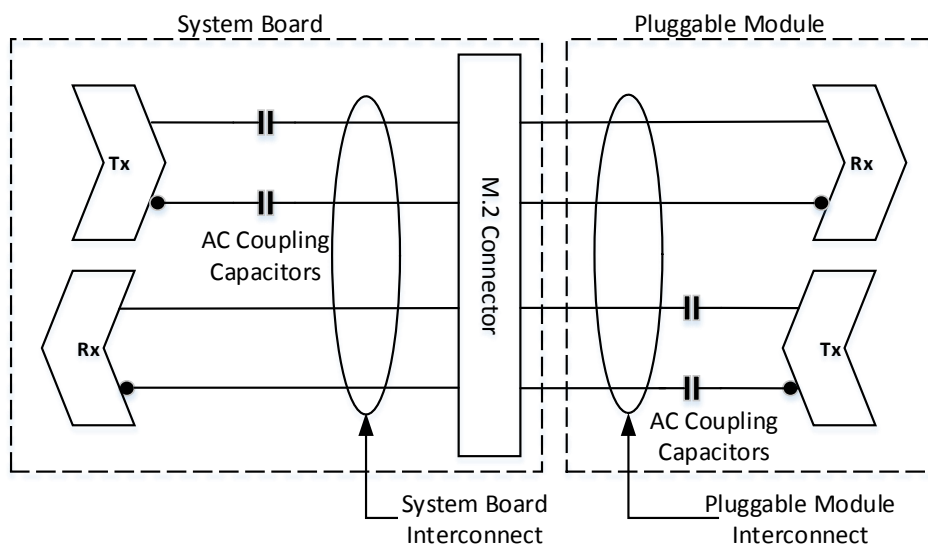 System Board
Pluggable Module
Tx
Rx
AC Coupling
Capacitors
M.2 Connector
Rx
Tx
AC Coupling
Capacitors
System Board
Interconnect
Pluggable Module
Interconnect